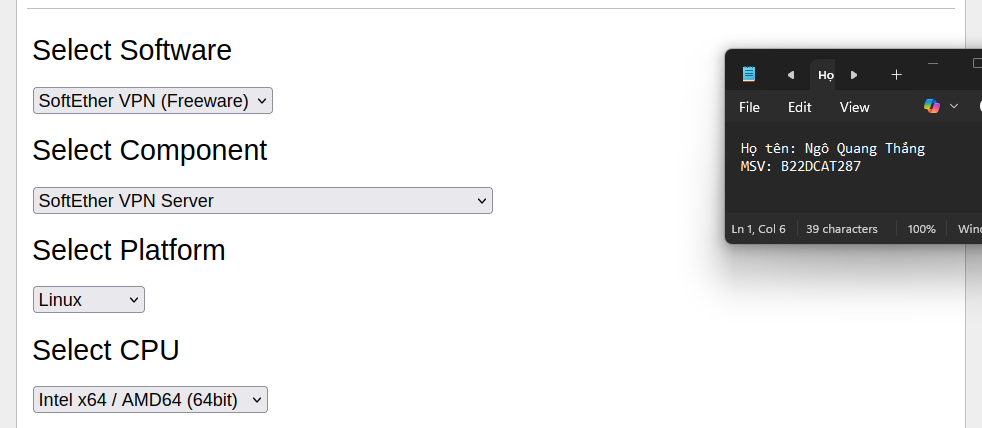 Select Software
SoftEther VPN (Freeware)
Select Component
SoftEther VPN Server
Select Platform
Linux
Select CPU
Intel x64 / AMD64 (64bit)
Họ
File Edit View
Họ tên: Ngô Quang Thắng
MSV: B22DCAT287
Ln 1, Col 6 39 characters 100% Wind